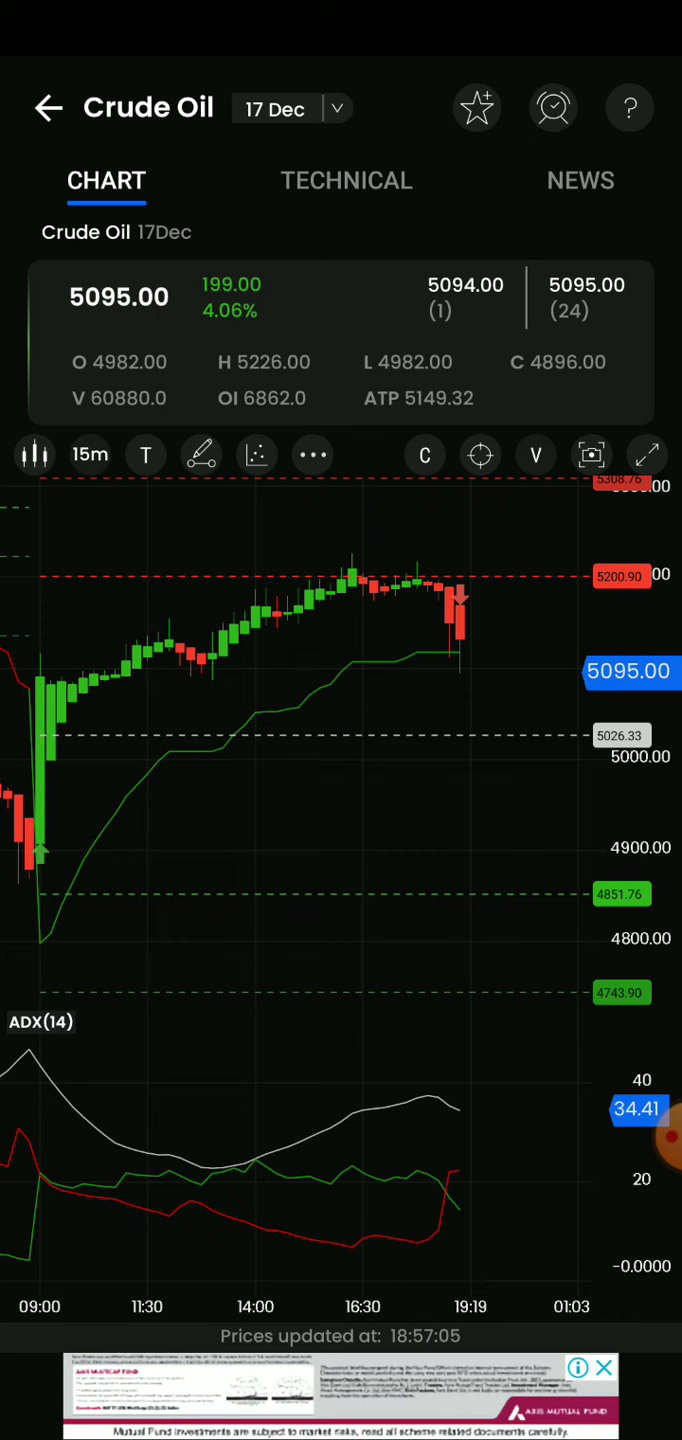 Crude Oil 17 Dec ?
CHART TECHNICAL NEWS
Crude Oil 17Dec
5095.00 199.00 5094.00 5095.00
4.06% (1) (24)
O 4982.00 H 5226.00 L 4982.00 C 4896.00
V 60880.0 OI 6862.0 ATP 5149.32
15m T C V
5308.76
5200.90
5095.00
5026.33
5000.00
4900.00
4851.76
4800.00
4743.90
ADX(14)
40
34.41
20
-0.0000
09:00 11:30 14:00 16:30 19:19 01:03
Prices updated at: 18:57:05
AXIS MUTUAL FUND
Mutual Fund investments are subject to market risks, read all scheme related documents carefully.